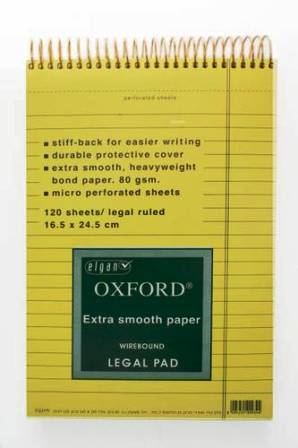 perforated sheets
■ stiff-back for easier writing
■ durable protective cover
■ extra smooth, heavyweight
bond paper. 80 gsm.
■ micro perforated sheets
120 sheets/ legal ruled
16.5 x 24.5 cm
elgan
OXFORD®
Extra smooth paper
WIREBOUND
LEGAL PAD